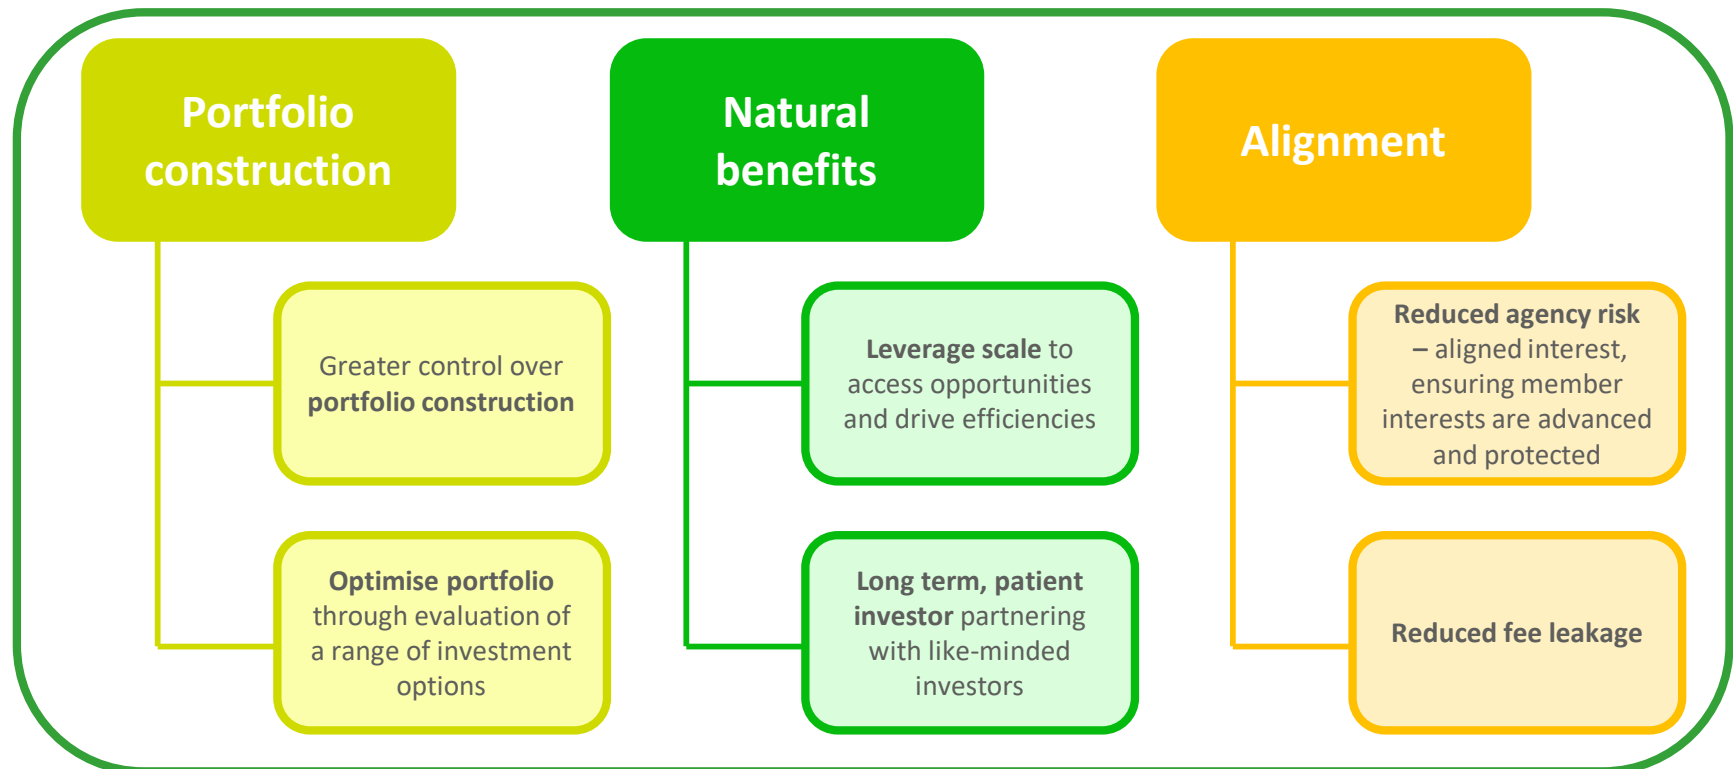 Portfolio
construction
Greater control over
portfolio construction
Optimise portfolio
through evaluation of
a range of investment
options
Natural
benefits
Leverage scale to
access opportunities
and drive efficiencies
Long term, patient
investor partnering
with like-minded
investors
Alignment
Reduced agency risk
– aligned interest,
ensuring member
interests are advanced
and protected
Reduced fee leakage